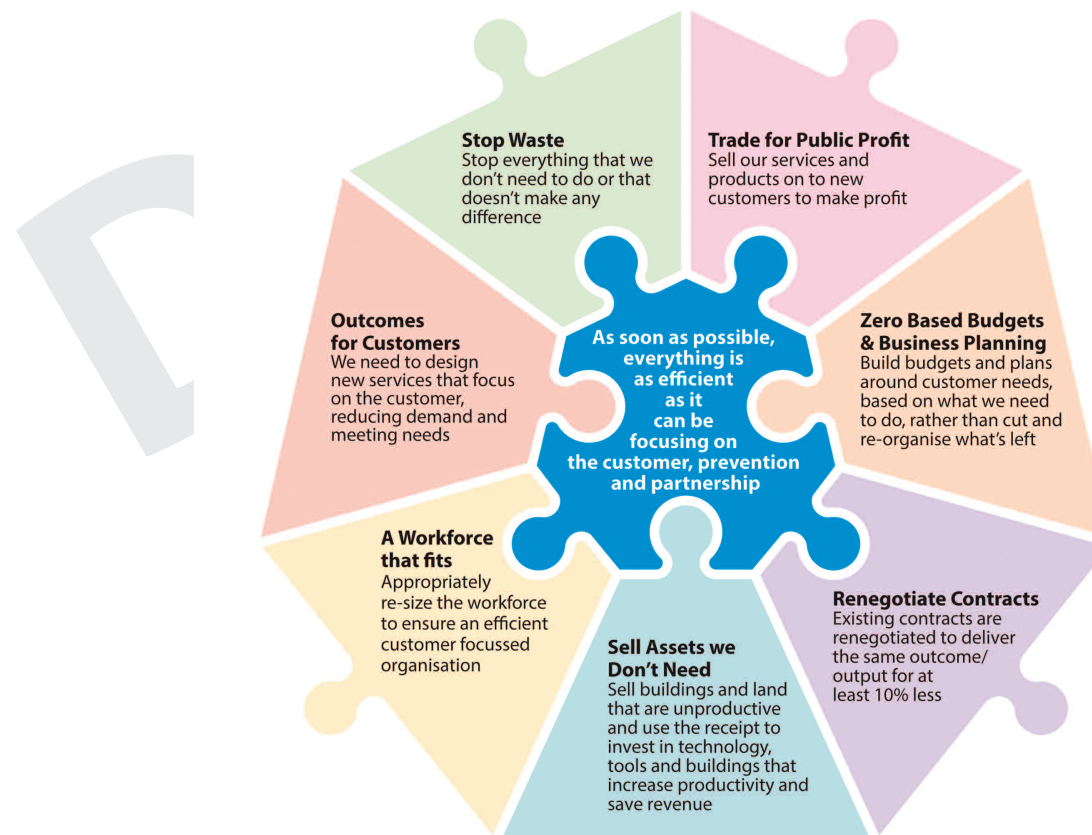 Stop Waste
Stop everything that we
don't need to do or that
doesn't make any
difference
Trade for Public Profit
Sell our services and
products on to new
customers to make profit
Outcomes
for Customers
We need to design
new services that focus
on the customer,
reducing demand and
meeting needs
As soon as possible,
everything is
as efficient
as it
can be
focusing on
the customer, prevention
and partnership
Zero Based Budgets
& Business Planning
Build budgets and plans
around customer needs,
based on what we need
to do, rather than cut and
re-organise what's left
A Workforce
that fits
Appropriately
re-size the workforce
to ensure an efficient
customer focussed
organisation
Sell Assets we
Don't Need
Sell buildings and land
that are unproductive
and use the receipt to
invest in technology,
tools and buildings that
increase productivity and
save revenue
Renegotiate Contracts
Existing contracts are
renegotiated to deliver
the same outcome/
output for at
least 10% less